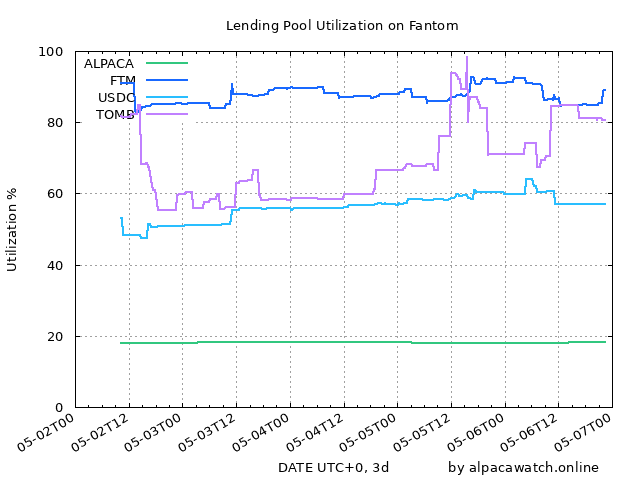 Lending Pool Utilization on Fantom
100
80
60
40
20
0
Utilization %
ALPACA
FTM
USDC
TOMB
05-02T00
05-02T12
05-03T00
05-03T12
05-04T00
05-04T12
05-05T00
05-05T12
05-06T00
05-06T12
05-07T00
DATE UTC+0, 3d
by alpacawatch.online